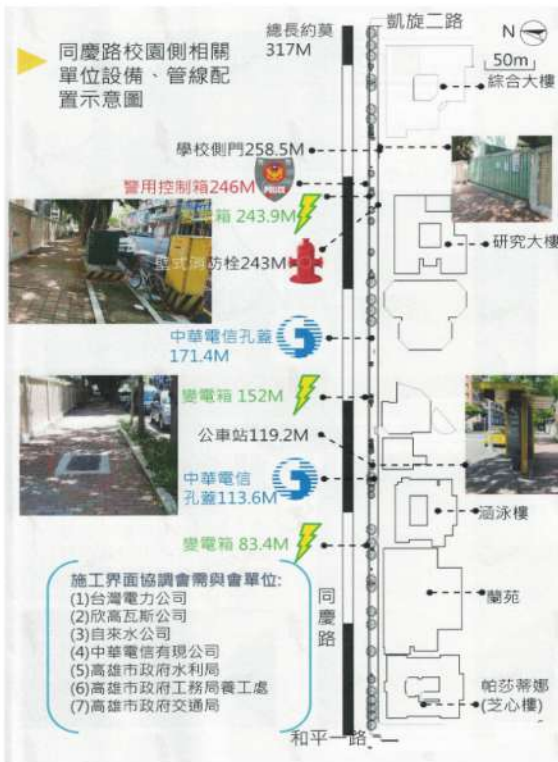 同慶路校園側相關
單位設備、管線配
置示意圖
總長約莫
317M
凱旋二路
N
50m
綜合大樓
學校側門258.5M
警用控制箱246M
POLICE
箱 243.9M
消防栓243M
研究大樓
中華電信孔蓋
171.4M
變電箱 152M
公車站119.2M
中華電信
孔蓋113.6M
涵泳樓
變電箱 83.4M
施工界面協調會需與會單位:
(1)台灣電力公司
(2)欣高瓦斯公司
(3)自來水公司
(4)中華電信有現公司
(5)高雄市政府水利局
(6)高雄市政府工務局養工處
(7)高雄市政府交通局
同慶路
蘭苑
帕莎蒂娜
(芝心樓)
和平一路